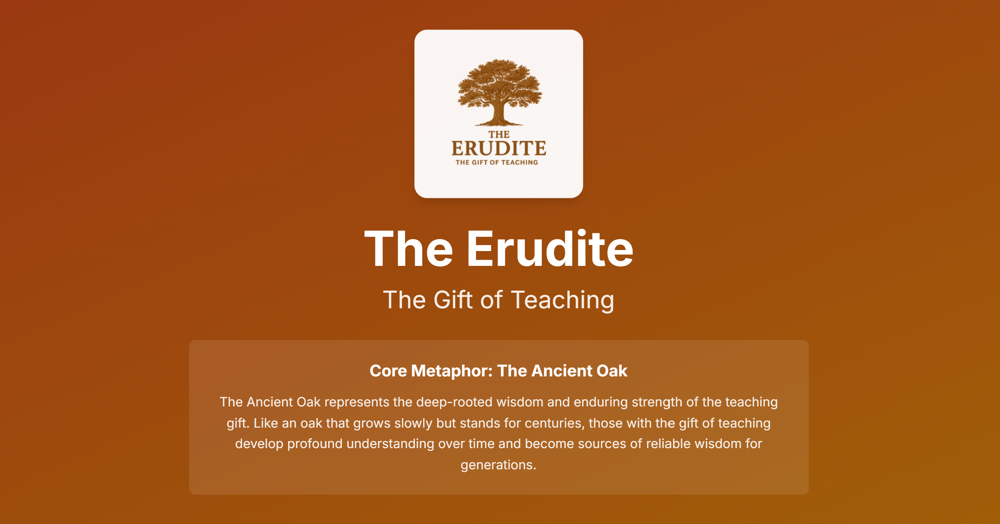 THE
ERUDITE
THE GIFT OF TEACHING
The Erudite
The Gift of Teaching
Core Metaphor: The Ancient Oak
The Ancient Oak represents the deep-rooted wisdom and enduring strength of the teaching
gift. Like an oak that grows slowly but stands for centuries, those with the gift of teaching
develop profound understanding over time and become sources of reliable wisdom for
generations.